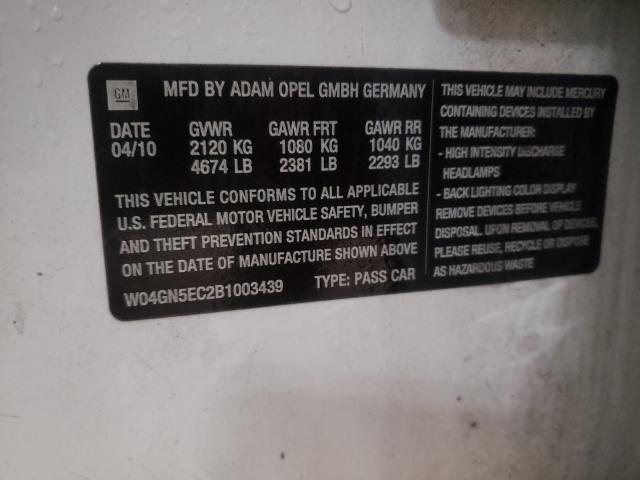 GM
MFD BY ADAM OPEL GMBH GERMANY
DATE GVWR GAWR FRT GAWR RR
04/10 2120 KG 1080 KG 1040 KG
4674 LB 2381 LB 2293 LB
THIS VEHICLE CONFORMS TO ALL APPLICABLE
U.S. FEDERAL MOTOR VEHICLE SAFETY, BUMPER
AND THEFT PREVENTION STANDARDS IN EFFECT
ON THE DATE OF MANUFACTURE SHOWN ABOVE
W04GN5EC2B1003439 TYPE: PASS CAR
THIS VEHICLE MAY INCLUDE MERCURY
CONTAINING DEVICES INSTALLED BY
THE MANUFACTURER:
- HIGH INTENSITY DISCHARGE
HEADLAMPS
- BACK LIGHTING COLOR DISPLAY
REMOVE DEVICES BEFORE VEHICLE
DISPOSAL. UPON REMOVAL OF DEVICES,
PLEASE REUSE, RECYCLE OR DISPOSE
AS HAZARDOUS WASTE